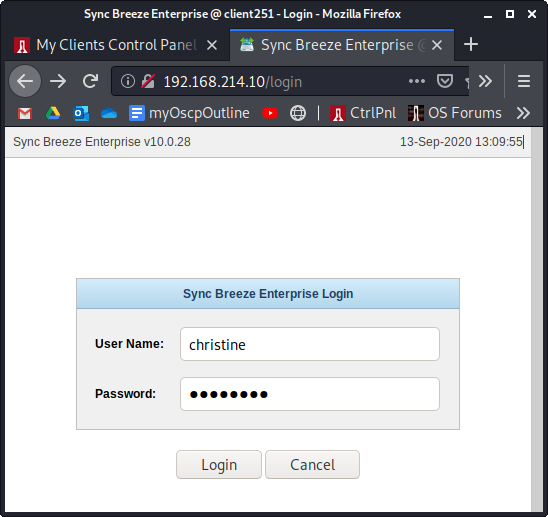 Sync Breeze Enterprise @ client251 - Login - Mozilla Firefox
My Clients Control Panel
Sync Breeze Enterprise @
192.168.214.10/login
myOscpOutline
CtrlPnl
OS Forums
Sync Breeze Enterprise v10.0.28
13-Sep-2020 13:09:55
Sync Breeze Enterprise Login
User Name:
christine
Password:
●●●●●●●●
Login
Cancel